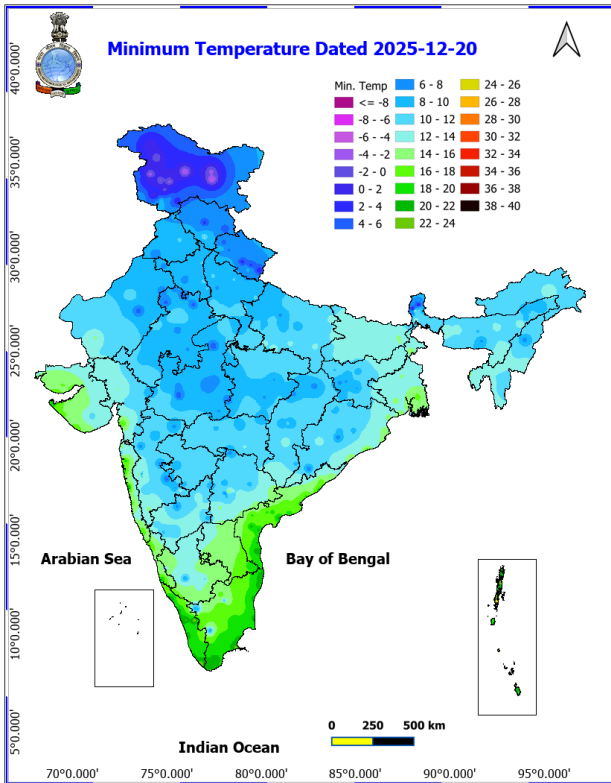 Minimum Temperature Dated 2025-12-20
Min. Temp
<= -8
-8 - -6
-6 - -4
-4 - -2
-2 - 0
0 - 2
2 - 4
4 - 6
6 - 8
8 - 10
10 - 12
12 - 14
14 - 16
16 - 18
18 - 20
20 - 22
22 - 24
24 - 26
26 - 28
28 - 30
30 - 32
32 - 34
34 - 36
36 - 38
38 - 40
40°0.000'
35°0.000'
30°0.000'
25°0.000'
20°0.000'
15°0.000'
10°0.000'
5°0.000'
Arabian Sea
Bay of Bengal
Indian Ocean
0 250 500 km
70°0.000' 75°0.000' 80°0.000' 85°0.000' 90°0.000' 95°0.000'